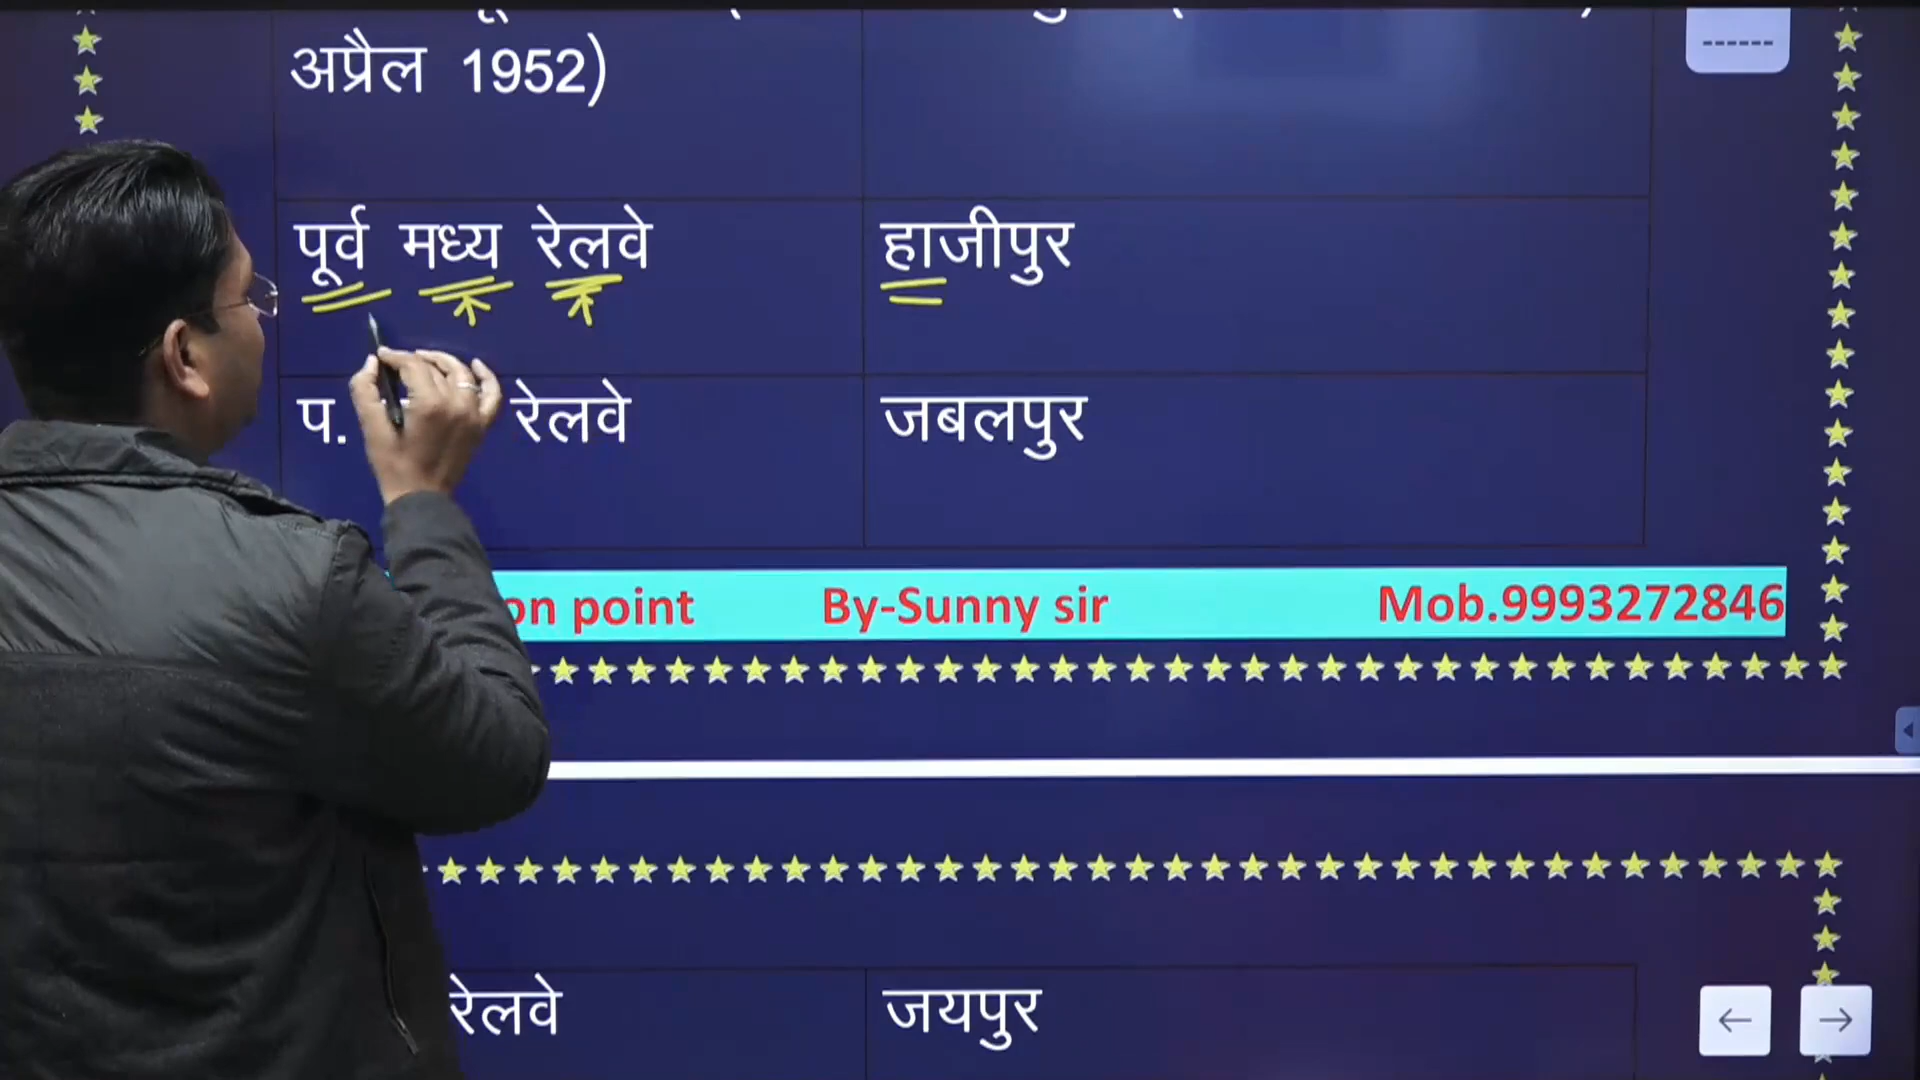 अप्रैल 1952)
पूर्व मध्य रेलवे हाजीपुर
प. रेलवे जबलपुर
on point By-Sunny sir Mob.9993272846
रेलवे जयपुर